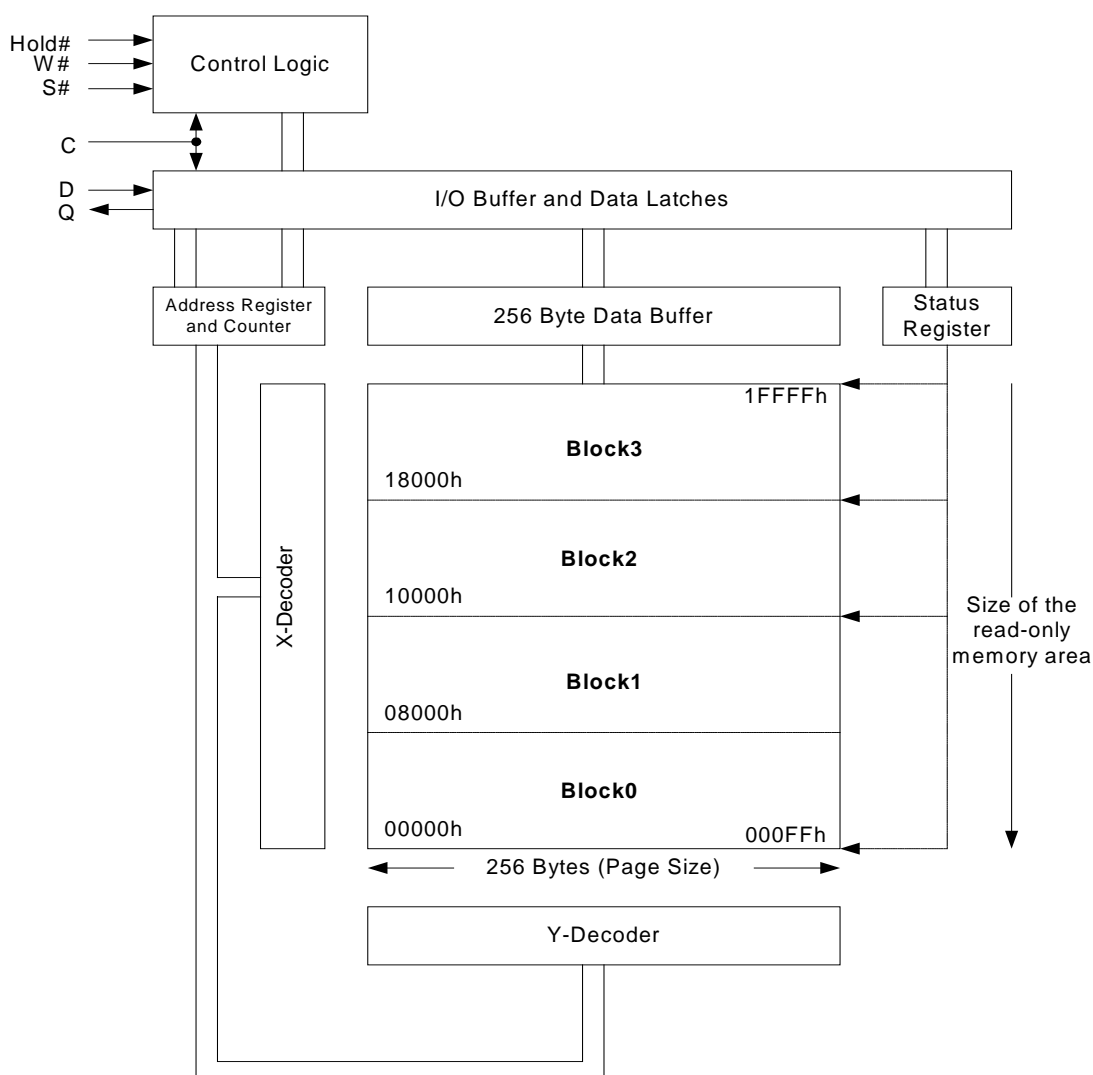 Hold#
W#
S#
Control Logic
C
D
Q
I/O Buffer and Data Latches
Address Register
and Counter
256 Byte Data Buffer
Status
Register
1FFFFh
Block3
18000h
X-Decoder
Block2
10000h
Size of the
read-only
memory area
Block1
08000h
Block0
00000h
000FFh
256 Bytes (Page Size)
Y-Decoder